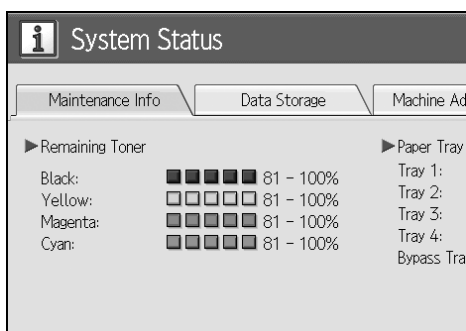 System Status
Maintenance Info
Data Storage
Machine Ad
Remaining Toner
Black: 81 - 100%
Yellow: 81 - 100%
Magenta: 81 - 100%
Cyan: 81 - 100%
Paper Tray
Tray 1:
Tray 2:
Tray 3:
Tray 4:
Bypass Tra